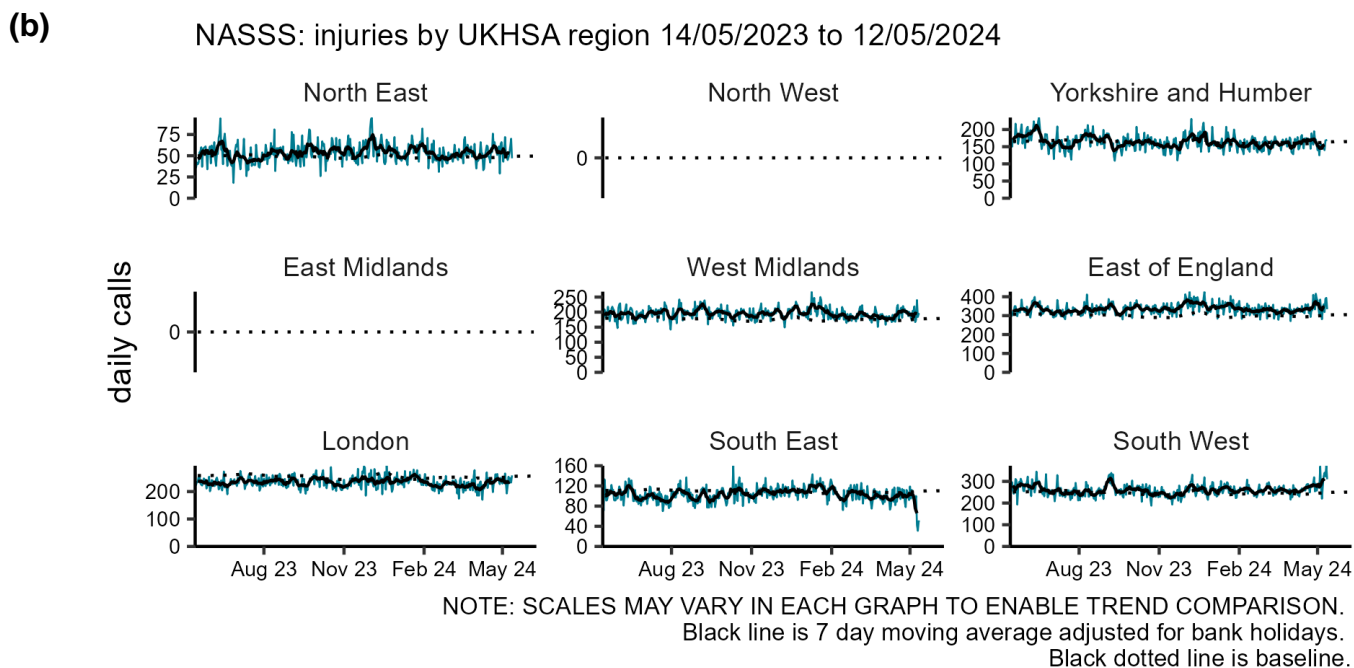 (b)
NASSS: injuries by UKHSA region 14/05/2023 to 12/05/2024
North East
North West
Yorkshire and Humber
75
50
25
0
0
200
150
100
50
0
East Midlands
West Midlands
East of England
daily calls
0
250
200
150
100
50
0
400
300
200
100
0
London
South East
South West
200
100
0
160
120
80
40
0
300
200
100
0
Aug 23 Nov 23 Feb 24 May 24
Aug 23 Nov 23 Feb 24 May 24
Aug 23 Nov 23 Feb 24 May 24
NOTE: SCALES MAY VARY IN EACH GRAPH TO ENABLE TREND COMPARISON.
Black line is 7 day moving average adjusted for bank holidays.
Black dotted line is baseline.